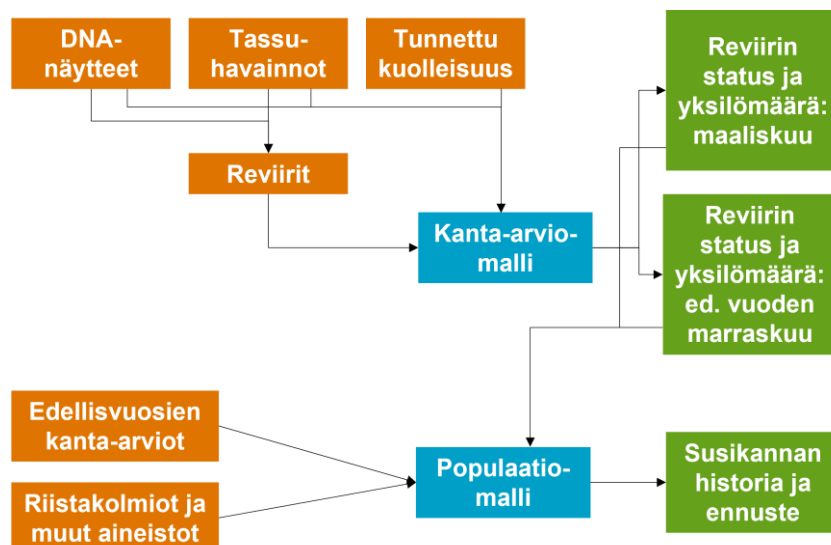 DNA-
näytteet
Tassu-
havainnot
Tunnettu
kuolleisuus
Reviirin
status ja
yksilömäärä:
maaliskuu
Reviirit
Kanta-arvio-
malli
Reviirin
status ja
yksilömäärä:
ed. vuoden
marraskuu
Edellisvuosien
kanta-arviot
Riistakolmiot ja
muut aineistot
Populaatio-
malli
Susikannan
historia ja
ennuste